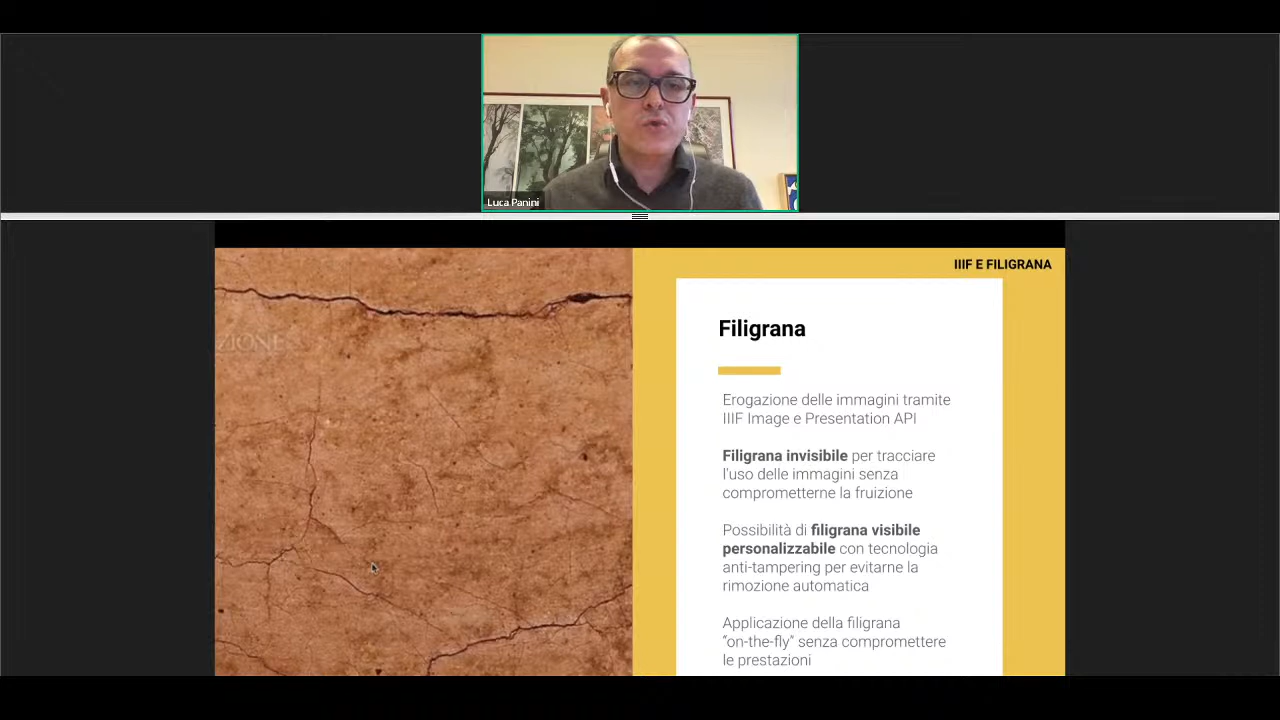 Luca Panini
IIIF E FILIGRANA
ZIONE
Filigrana
Erogazione delle immagini tramite
IIIF Image e Presentation API
Filigrana invisibile per tracciare
l'uso delle immagini senza
comprometterne la fruizione
Possibilità di filigrana visibile
personalizzabile con tecnologia
anti-tampering per evitarne la
rimozione automatica
Applicazione della filigrana
“on-the-fly” senza compromettere
le prestazioni